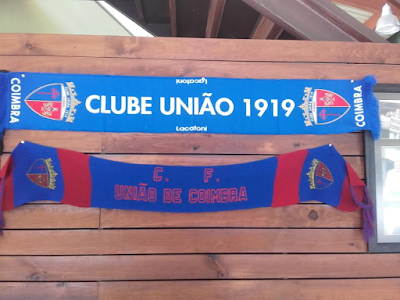 Lacatoni
COIMBRA CLUBE UNIÃO 1919 COIMBRA
Lacatoni
C. F.
UNIÃO DE COIMBRA